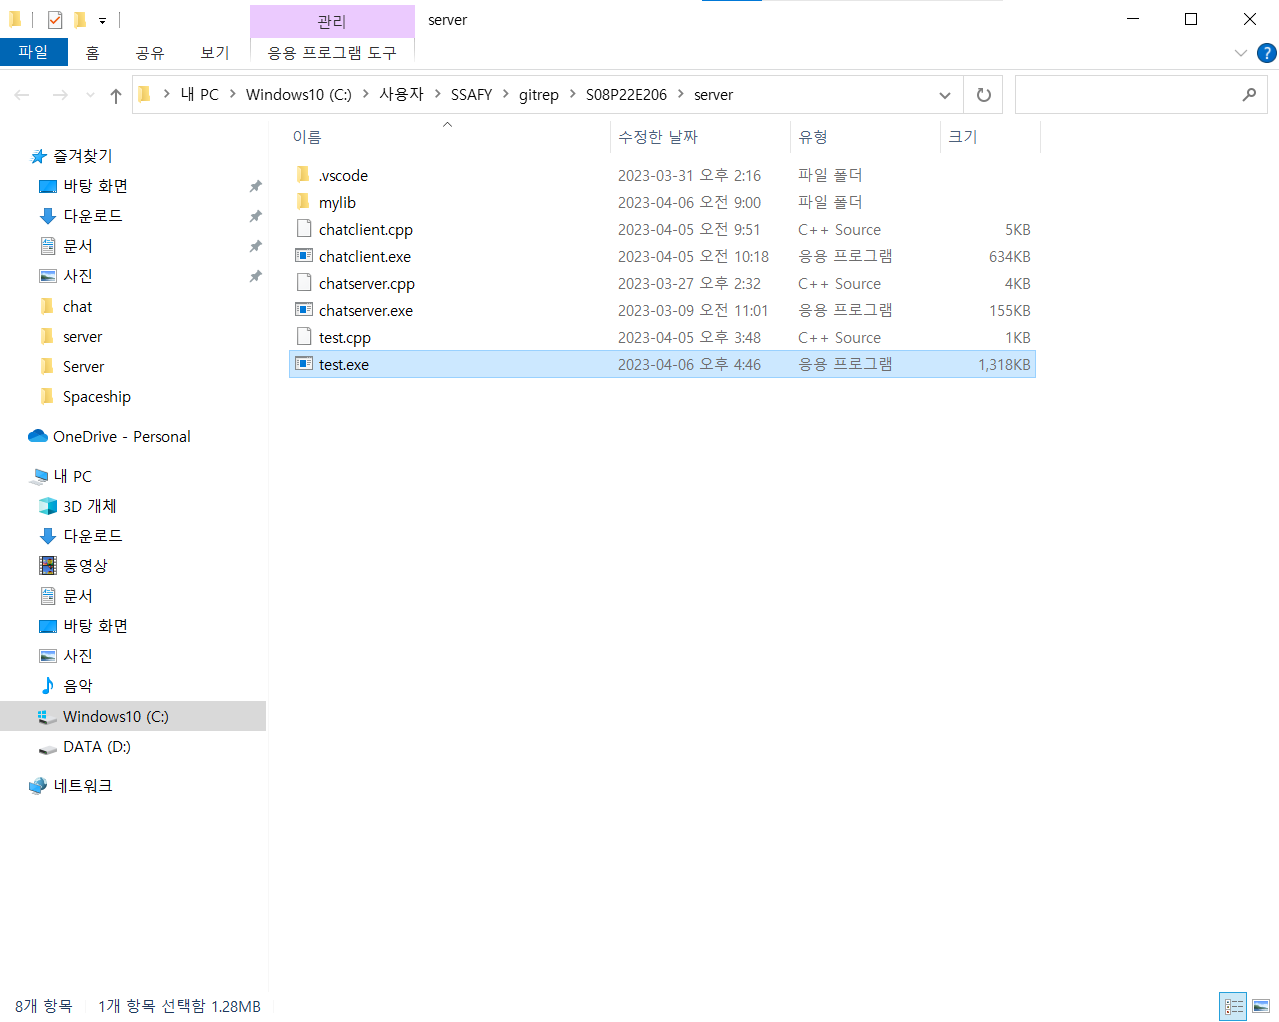 관리 server
파일 홈 공유 보기 응용 프로그램 도구 ?
내 PC Windows10 (C:) 사용자 SSAFY gitrep S08P22E206 server
이름 수정한 날짜 유형 크기
.vscode 2023-03-31 오후 2:16 파일 폴더
mylib 2023-04-06 오전 9:00 파일 폴더
chatclient.cpp 2023-04-05 오전 9:51 C++ Source 5KB
chatclient.exe 2023-04-05 오전 10:18 응용 프로그램 634KB
chatserver.cpp 2023-03-27 오후 2:32 C++ Source 4KB
chatserver.exe 2023-03-09 오전 11:01 응용 프로그램 155KB
test.cpp 2023-04-05 오후 3:48 C++ Source 1KB
test.exe 2023-04-06 오후 4:46 응용 프로그램 1,318KB
즐겨찾기
바탕 화면
다운로드
문서
사진
chat
server
Server
Spaceship
OneDrive - Personal
내 PC
3D 개체
다운로드
동영상
문서
바탕 화면
사진
음악
Windows10 (C:)
DATA (D:)
네트워크
8개 항목 1개 항목 선택함 1.28MB